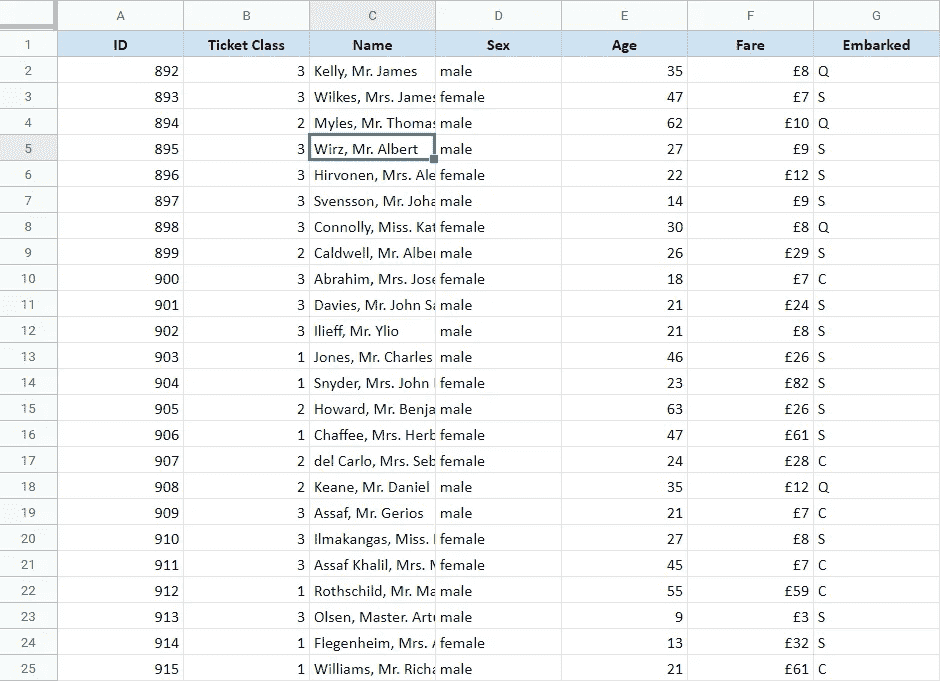 A B C D E F G
1 ID Ticket Class Name Sex Age Fare Embarked
2 892 3 Kelly, Mr. James male 35 £8 Q
3 893 3 Wilkes, Mrs. James female 47 £7 S
4 894 2 Myles, Mr. Thomas male 62 £10 Q
5 895 3 Wirz, Mr. Albert male 27 £9 S
6 896 3 Hirvonen, Mrs. Ale female 22 £12 S
7 897 3 Svensson, Mr. Joha male 14 £9 S
8 898 3 Connolly, Miss. Kat female 30 £8 Q
9 899 2 Caldwell, Mr. Alber male 26 £29 S
10 900 3 Abrahim, Mrs. Jose female 18 £7 C
11 901 3 Davies, Mr. John Sa male 21 £24 S
12 902 3 Ilieff, Mr. Ylio male 21 £8 S
13 903 1 Jones, Mr. Charles male 46 £26 S
14 904 1 Snyder, Mrs. John female 23 £82 S
15 905 2 Howard, Mr. Benja male 63 £26 S
16 906 1 Chaffee, Mrs. Herb female 47 £61 S
17 907 2 del Carlo, Mrs. Seb female 24 £28 C
18 908 2 Keane, Mr. Daniel male 35 £12 Q
19 909 3 Assaf, Mr. Gerios male 21 £7 C
20 910 3 Ilmakangas, Miss. female 27 £8 S
21 911 3 Assaf Khalil, Mrs. female 45 £7 C
22 912 1 Rothschild, Mr. Ma male 55 £59 C
23 913 3 Olsen, Master. Art male 9 £3 S
24 914 1 Flegenheim, Mrs. female 13 £32 S
25 915 1 Williams, Mr. Richa male 21 £61 C